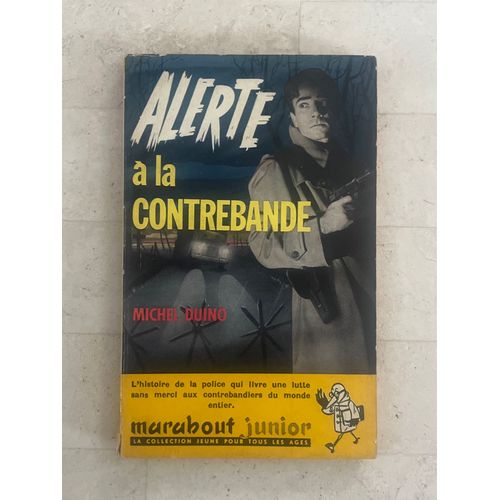 ALERTE
à la
CONTREBANDE
MICHEL DUINO
L'histoire de la police qui livre une lutte
sans merci aux contrebandiers du monde
entier.
marabout junior
LA COLLECTION JEUNE POUR TOUS LES AGES